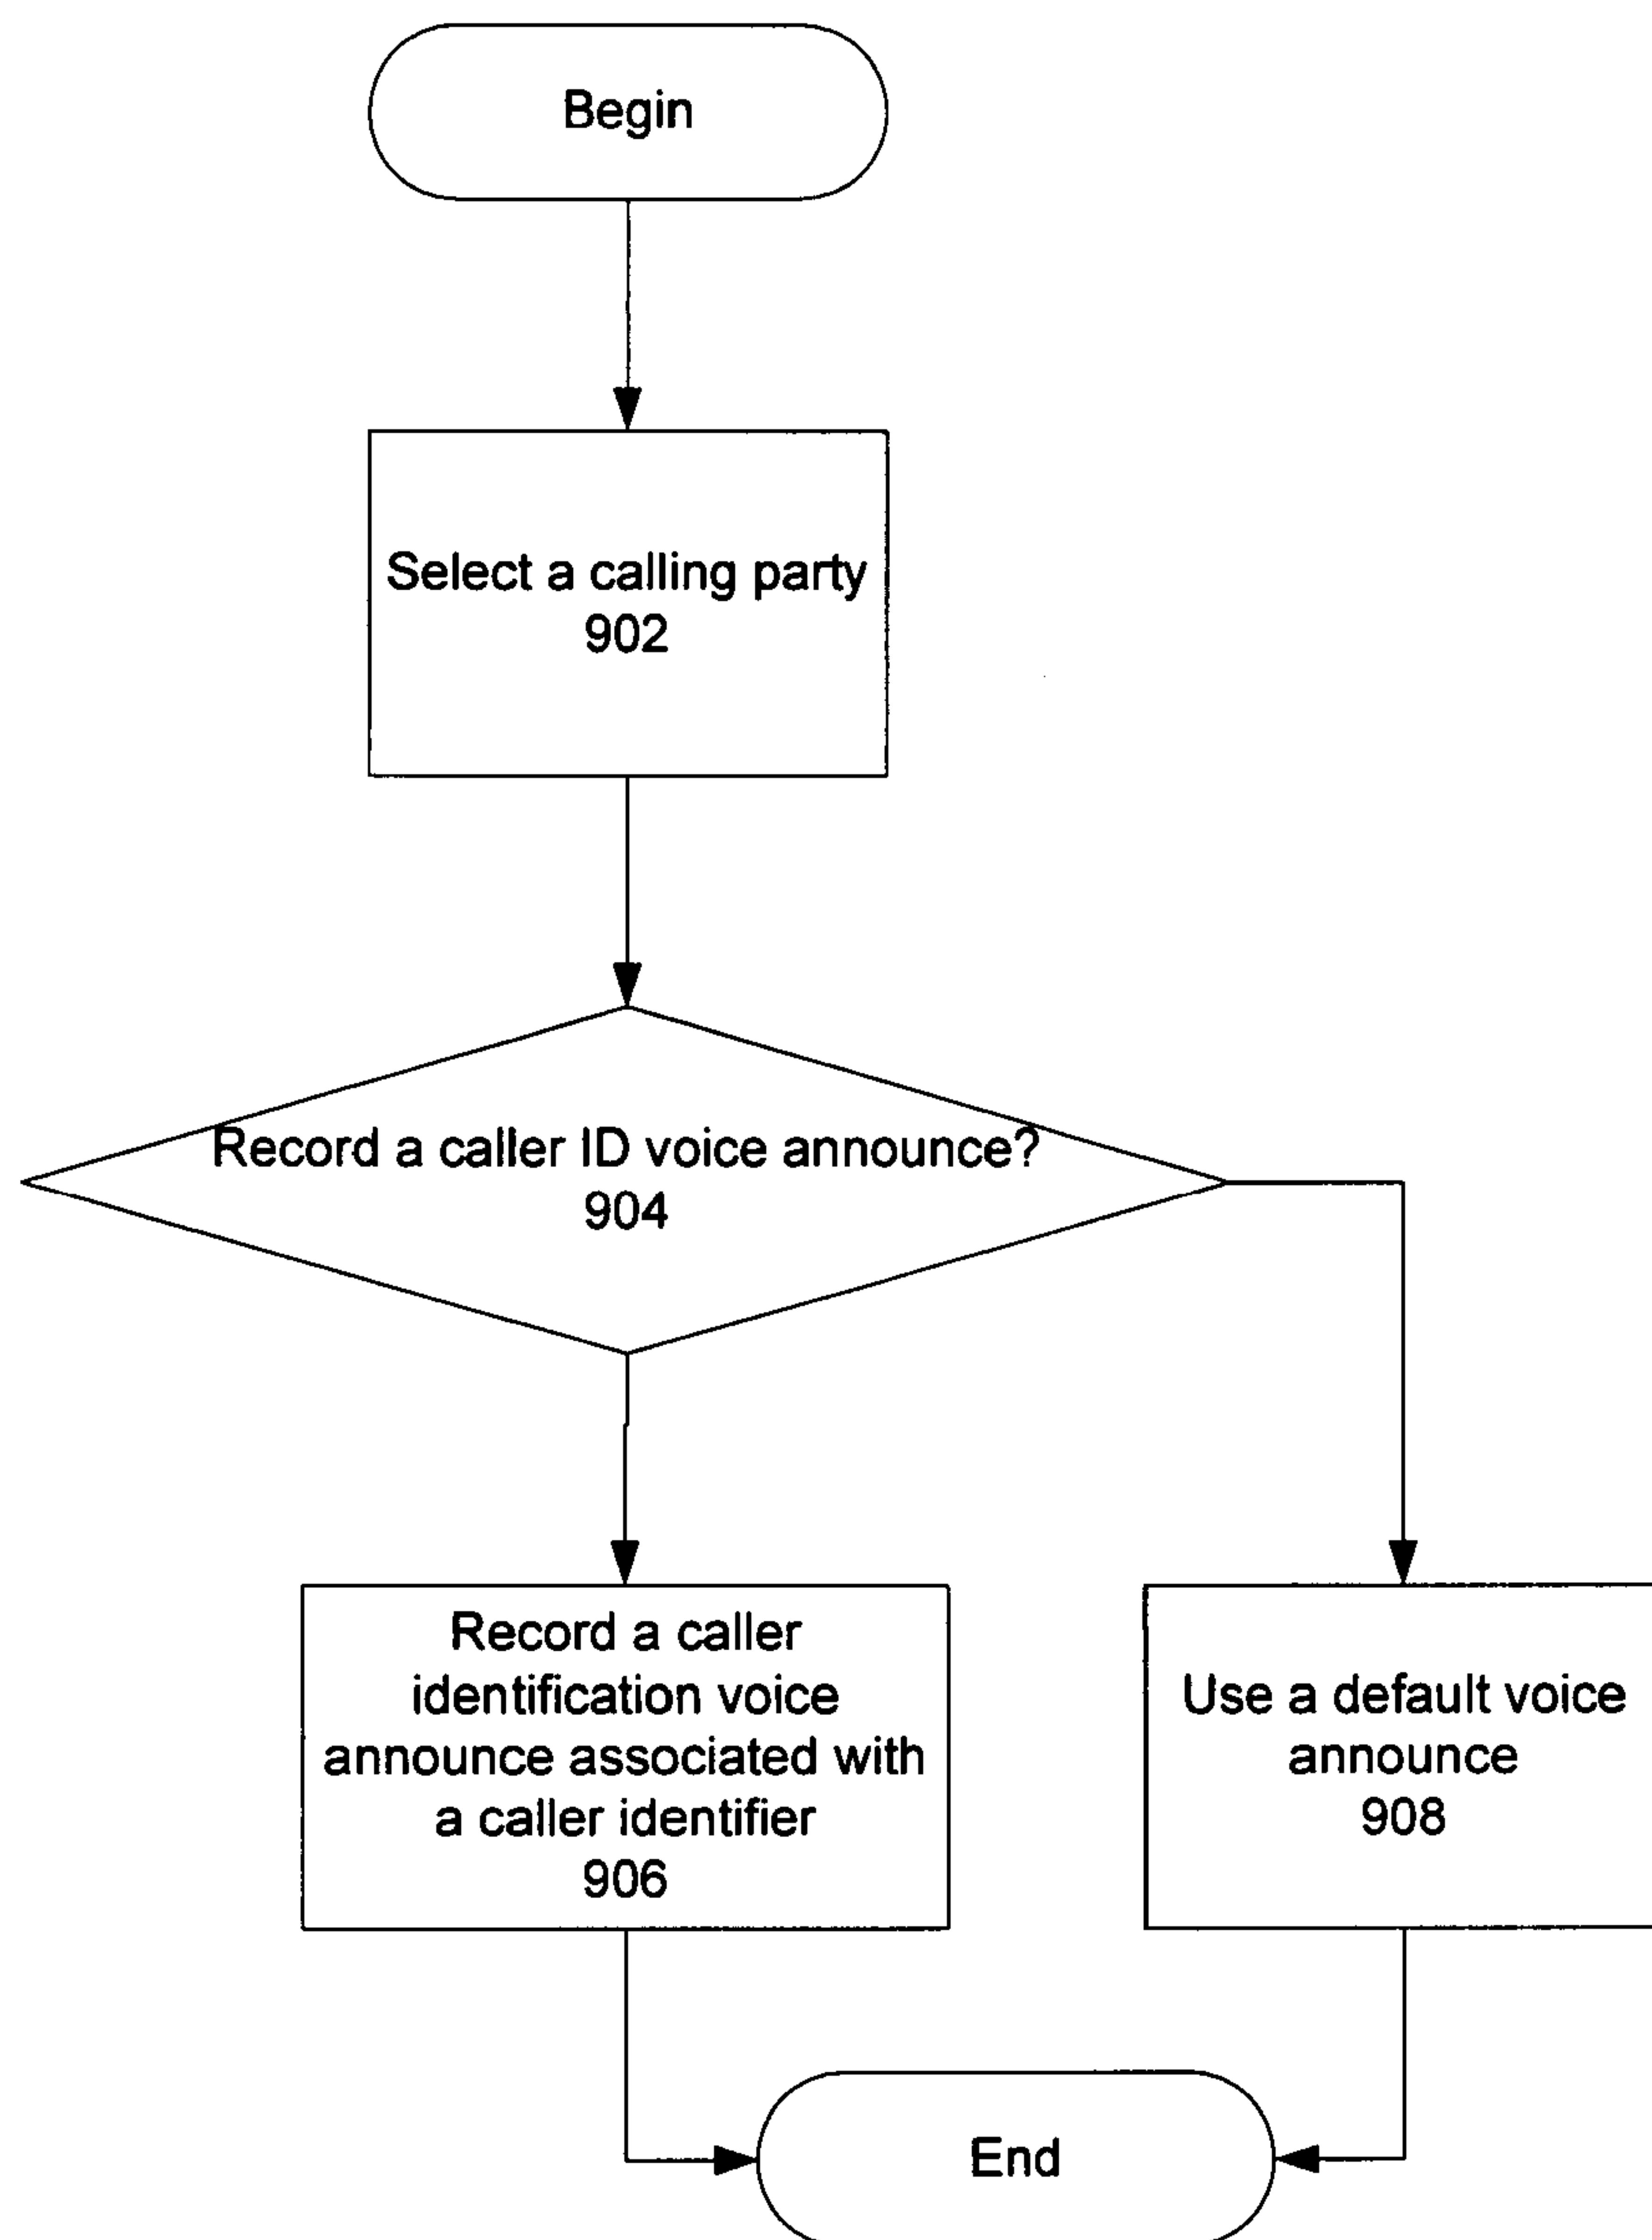 Begin
Select a calling party
902
Record a caller ID voice announce?
904
Record a caller
identification voice
announce associated with
a caller identifier
906
Use a default voice
announce
908
End